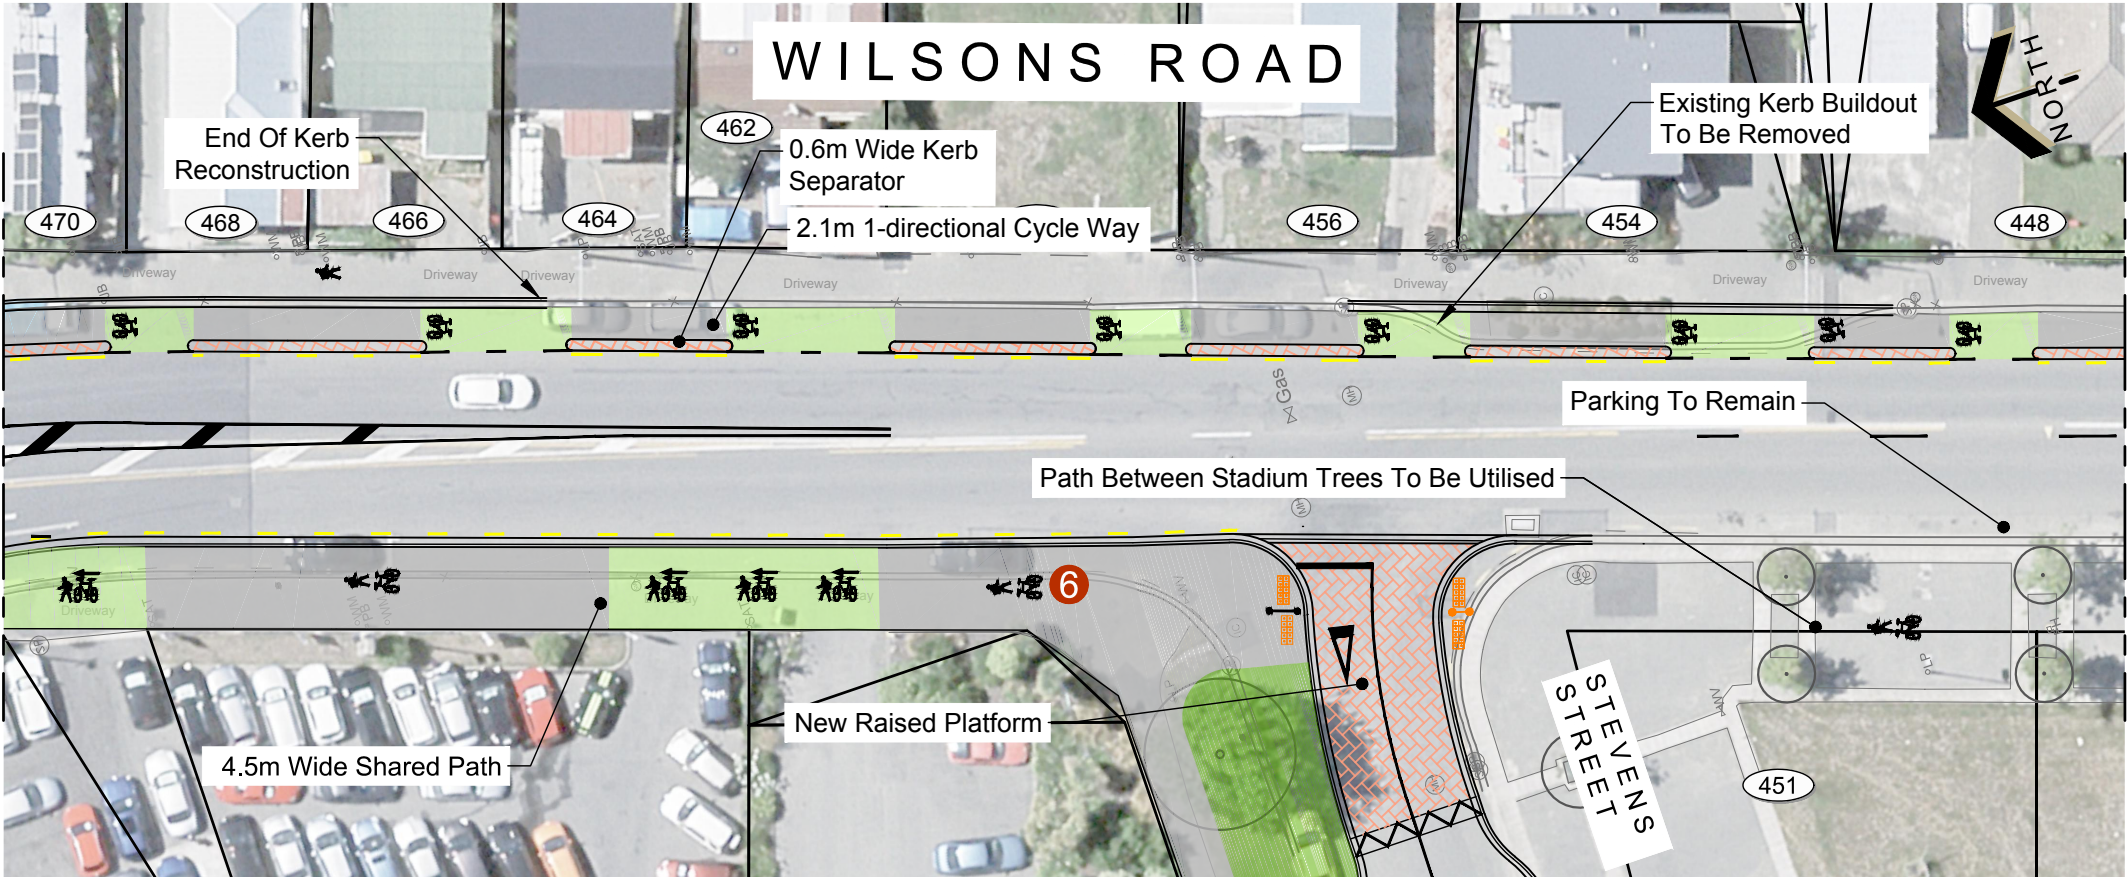 WILSONS ROAD
NORTH
End Of Kerb
Reconstruction
462
0.6m Wide Kerb
Separator
2.1m 1-directional Cycle Way
Existing Kerb Buildout
To Be Removed
470
468
466
464
456
454
448
Driveway
Driveway
Driveway
Driveway
Driveway
Driveway
Driveway
Gas
MH
Parking To Remain
Path Between Stadium Trees To Be Utilised
MH
6
Driveway
New Raised Platform
4.5m Wide Shared Path
STEVENS
STREET
451